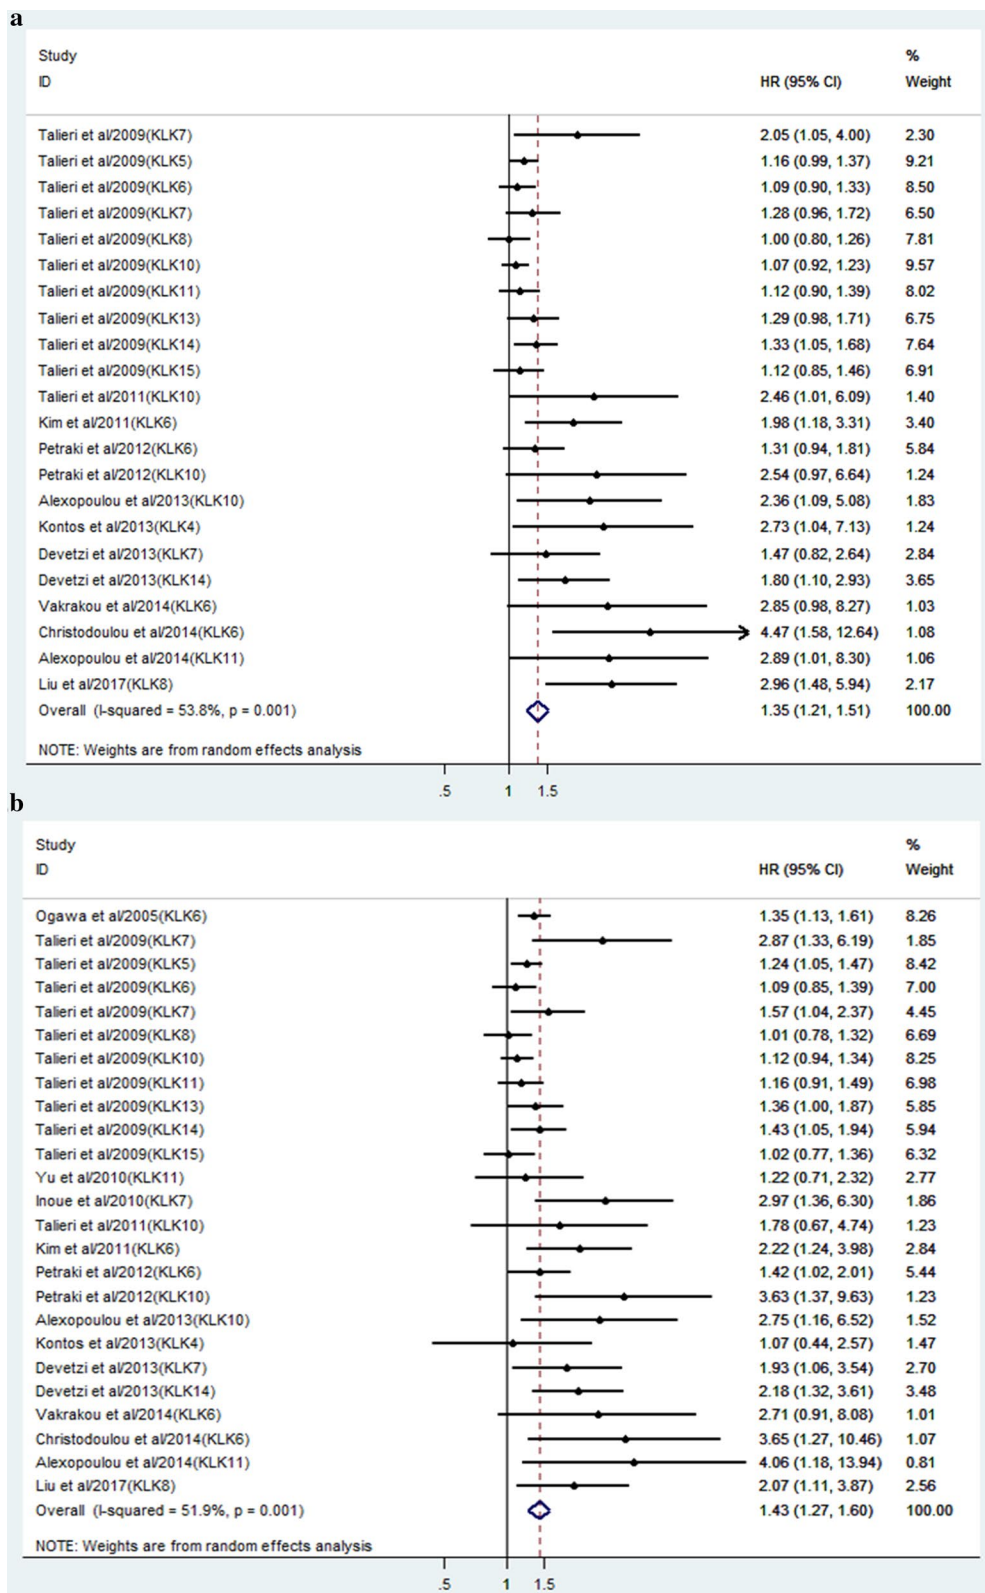 a
Study %
ID HR (95% CI) Weight
Talieri et al/2009(KLK7) 2.05 (1.05, 4.00) 2.30
Talieri et al/2009(KLK5) 1.16 (0.99, 1.37) 9.21
Talieri et al/2009(KLK6) 1.09 (0.90, 1.33) 8.50
Talieri et al/2009(KLK7) 1.28 (0.96, 1.72) 6.50
Talieri et al/2009(KLK8) 1.00 (0.80, 1.26) 7.81
Talieri et al/2009(KLK10) 1.07 (0.92, 1.23) 9.57
Talieri et al/2009(KLK11) 1.12 (0.90, 1.39) 8.02
Talieri et al/2009(KLK13) 1.29 (0.98, 1.71) 6.75
Talieri et al/2009(KLK14) 1.33 (1.05, 1.68) 7.64
Talieri et al/2009(KLK15) 1.12 (0.85, 1.46) 6.91
Talieri et al/2011(KLK10) 2.46 (1.01, 6.09) 1.40
Kim et al/2011(KLK6) 1.98 (1.18, 3.31) 3.40
Petraki et al/2012(KLK6) 1.31 (0.94, 1.81) 5.84
Petraki et al/2012(KLK10) 2.54 (0.97, 6.64) 1.24
Alexopoulou et al/2013(KLK10) 2.36 (1.09, 5.08) 1.83
Kontos et al/2013(KLK4) 2.73 (1.04, 7.13) 1.24
Devetzi et al/2013(KLK7) 1.47 (0.82, 2.64) 2.84
Devetzi et al/2013(KLK14) 1.80 (1.10, 2.93) 3.65
Vakrakou et al/2014(KLK6) 2.85 (0.98, 8.27) 1.03
Christodoulou et al/2014(KLK6) 4.47 (1.58, 12.64) 1.08
Alexopoulou et al/2014(KLK11) 2.89 (1.01, 8.30) 1.06
Liu et al/2017(KLK8) 2.96 (1.48, 5.94) 2.17
Overall (I-squared = 53.8%, p = 0.001) 1.35 (1.21, 1.51) 100.00
NOTE: Weights are from random effects analysis
.5 1 1.5
b
Study %
ID HR (95% CI) Weight
Ogawa et al/2005(KLK6) 1.35 (1.13, 1.61) 8.26
Talieri et al/2009(KLK7) 2.87 (1.33, 6.19) 1.85
Talieri et al/2009(KLK5) 1.24 (1.05, 1.47) 8.42
Talieri et al/2009(KLK6) 1.09 (0.85, 1.39) 7.00
Talieri et al/2009(KLK7) 1.57 (1.04, 2.37) 4.45
Talieri et al/2009(KLK8) 1.01 (0.78, 1.32) 6.69
Talieri et al/2009(KLK10) 1.12 (0.94, 1.34) 8.25
Talieri et al/2009(KLK11) 1.16 (0.91, 1.49) 6.98
Talieri et al/2009(KLK13) 1.36 (1.00, 1.87) 5.85
Talieri et al/2009(KLK14) 1.43 (1.05, 1.94) 5.94
Talieri et al/2009(KLK15) 1.02 (0.77, 1.36) 6.32
Yu et al/2010(KLK11) 1.22 (0.71, 2.32) 2.77
Inoue et al/2010(KLK7) 2.97 (1.36, 6.30) 1.86
Talieri et al/2011(KLK10) 1.78 (0.67, 4.74) 1.23
Kim et al/2011(KLK6) 2.22 (1.24, 3.98) 2.84
Petraki et al/2012(KLK6) 1.42 (1.02, 2.01) 5.44
Petraki et al/2012(KLK10) 3.63 (1.37, 9.63) 1.23
Alexopoulou et al/2013(KLK10) 2.75 (1.16, 6.52) 1.52
Kontos et al/2013(KLK4) 1.07 (0.44, 2.57) 1.47
Devetzi et al/2013(KLK7) 1.93 (1.06, 3.54) 2.70
Devetzi et al/2013(KLK14) 2.18 (1.32, 3.61) 3.48
Vakrakou et al/2014(KLK6) 2.71 (0.91, 8.08) 1.01
Christodoulou et al/2014(KLK6) 3.65 (1.27, 10.46) 1.07
Alexopoulou et al/2014(KLK11) 4.06 (1.18, 13.94) 0.81
Liu et al/2017(KLK8) 2.07 (1.11, 3.87) 2.56
Overall (I-squared = 51.9%, p = 0.001) 1.43 (1.27, 1.60) 100.00
NOTE: Weights are from random effects analysis
.5 1 1.5